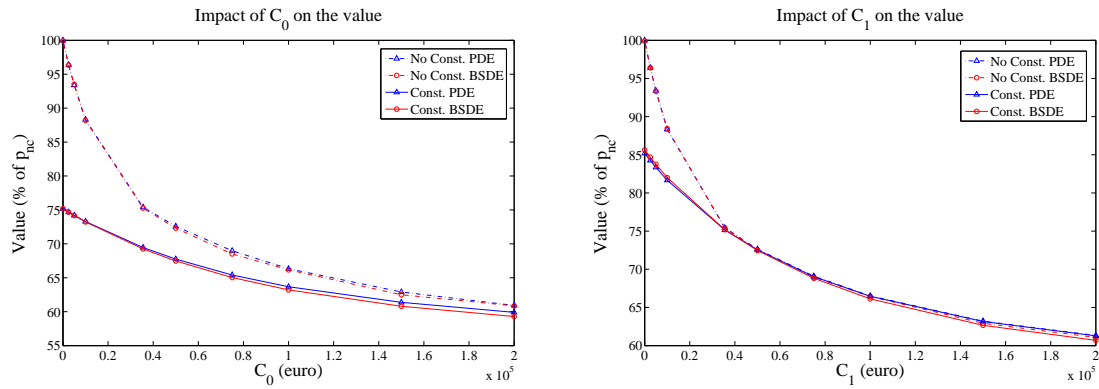 Impact of C0 on the value
100
95
90
85
80
75
70
65
60
55
Value (% of pnc)
No Const. PDE
No Const. BSDE
Const. PDE
Const. BSDE
0 0.2 0.4 0.6 0.8 1 1.2 1.4 1.6 1.8 2
x 10^5
C0 (euro)
Impact of C1 on the value
100
95
90
85
80
75
70
65
60
Value (% of pnc)
No Const. PDE
No Const. BSDE
Const. PDE
Const. BSDE
0 0.2 0.4 0.6 0.8 1 1.2 1.4 1.6 1.8 2
x 10^5
C1 (euro)